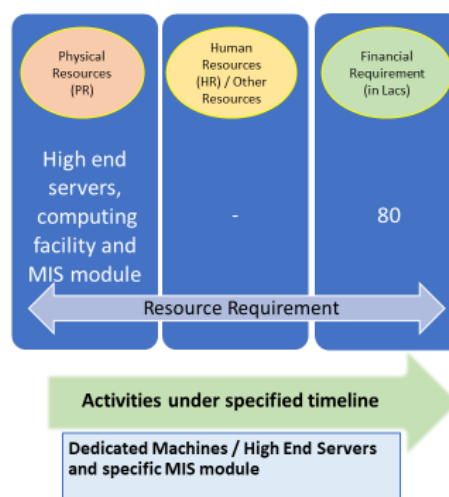 Physical
Resources
(PR)
Human
Resources
(HR) / Other
Resources
Financial
Requirement
(in Lacs)
High end
servers,
computing
facility and
MIS module
-
80
Resource Requirement
Activities under specified timeline
Dedicated Machines / High End Servers
and specific MIS module